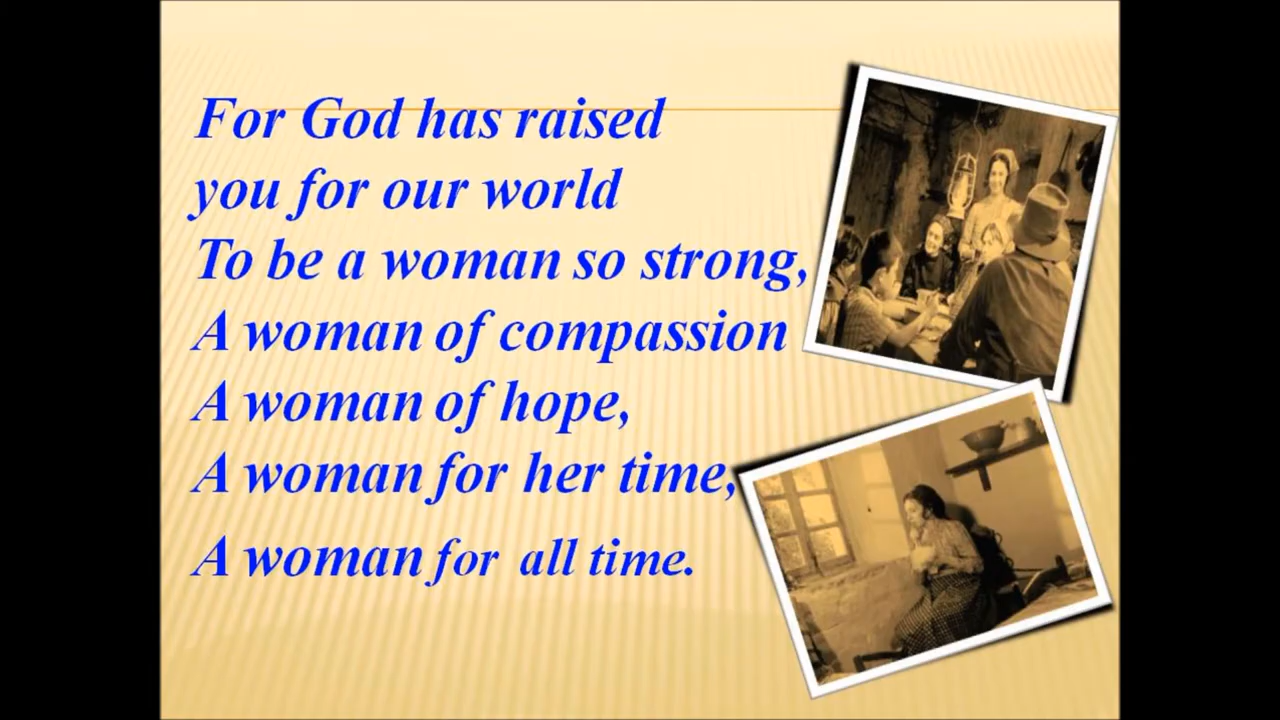 For God has raised
you for our world
To be a woman so strong,
A woman of compassion
A woman of hope,
A woman for her time,
A woman for all time.